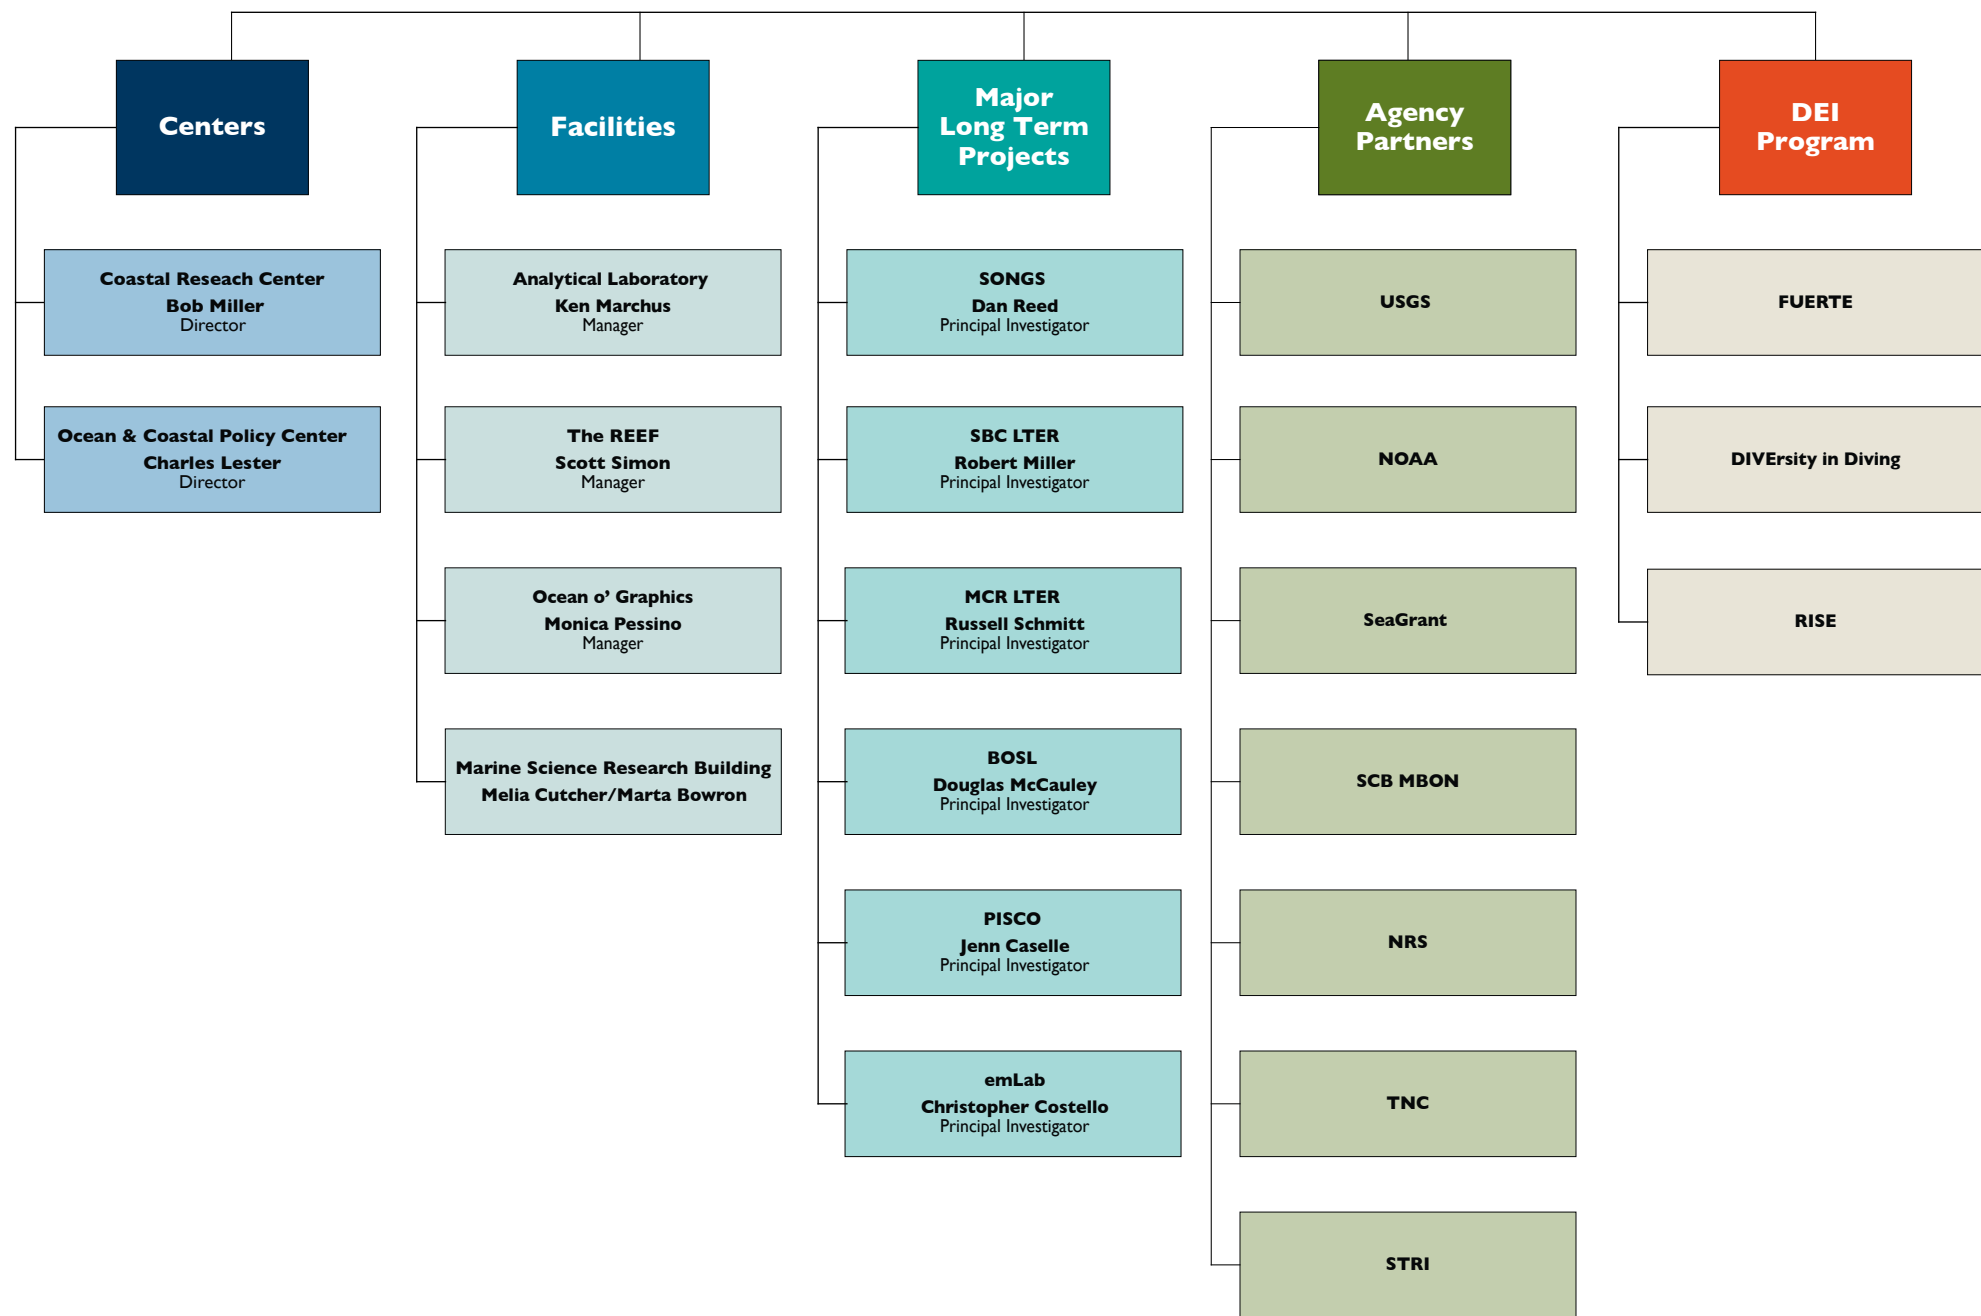 Centers
Coastal Reseach Center
Bob Miller
Director
Ocean & Coastal Policy Center
Charles Lester
Director
Facilities
Analytical Laboratory
Ken Marchus
Manager
The REEF
Scott Simon
Manager
Ocean o’ Graphics
Monica Pessino
Manager
Marine Science Research Building
Melia Cutcher/Marta Bowron
Major
Long Term
Projects
SONGS
Dan Reed
Principal Investigator
SBC LTER
Robert Miller
Principal Investigator
MCR LTER
Russell Schmitt
Principal Investigator
BOSL
Douglas McCauley
Principal Investigator
PISCO
Jenn Caselle
Principal Investigator
emLab
Christopher Costello
Principal Investigator
Agency
Partners
USGS
NOAA
SeaGrant
SCB MBON
NRS
TNC
STRI
DEI
Program
FUERTE
DIVErsity in Diving
RISE